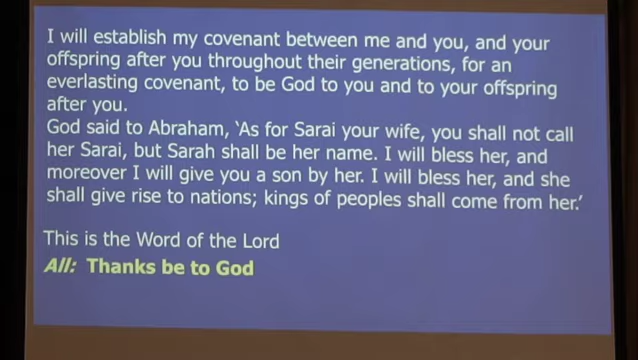 I will establish my covenant between me and you, and your
offspring after you throughout their generations, for an
everlasting covenant, to be God to you and to your offspring
after you.
God said to Abraham, ‘As for Sarai your wife, you shall not call
her Sarai, but Sarah shall be her name. I will bless her, and
moreover I will give you a son by her. I will bless her, and she
shall give rise to nations; kings of peoples shall come from her.’
This is the Word of the Lord
All: Thanks be to God